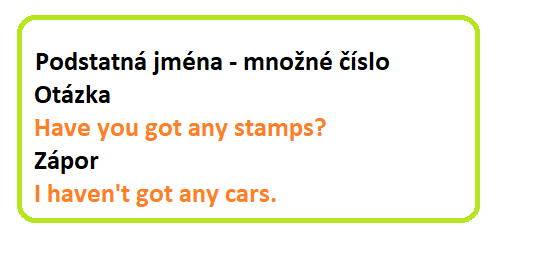 Podstatná jména - množné číslo
Otázka
Have you got any stamps?
Zápor
I haven't got any cars.